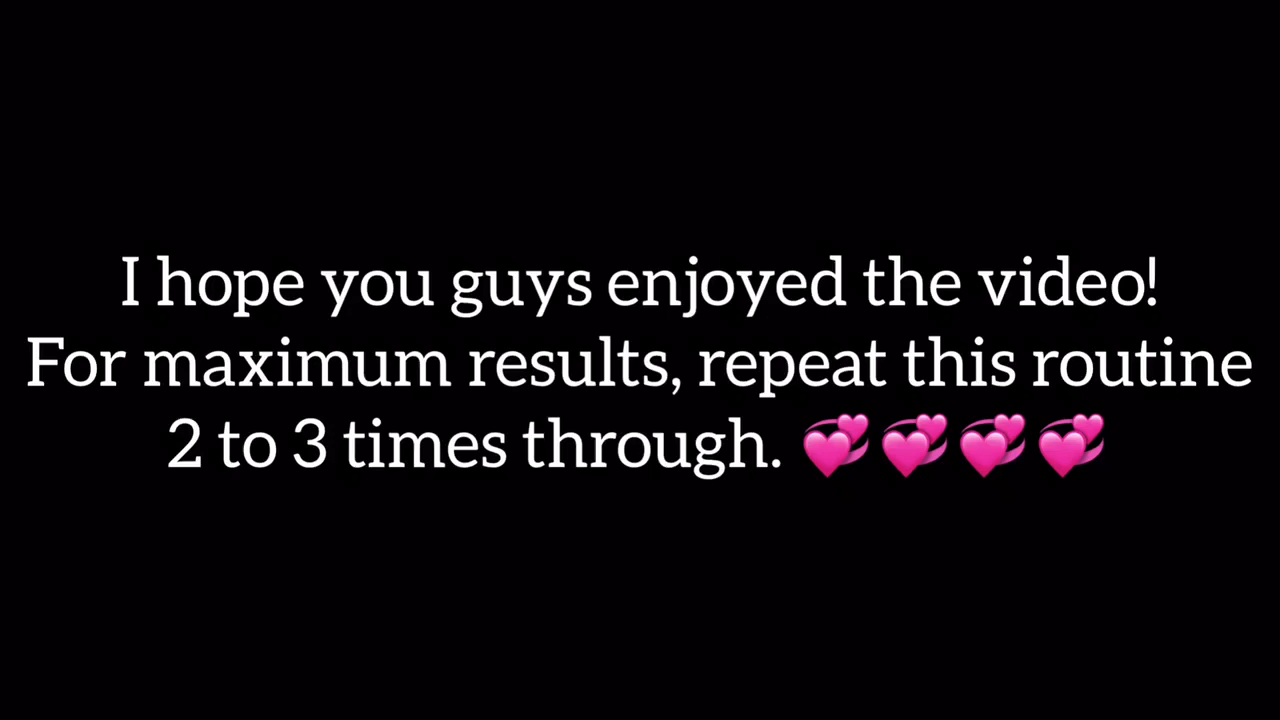 I hope you guys enjoyed the video!
For maximum results, repeat this routine
2 to 3 times through. 💞💞💞💞